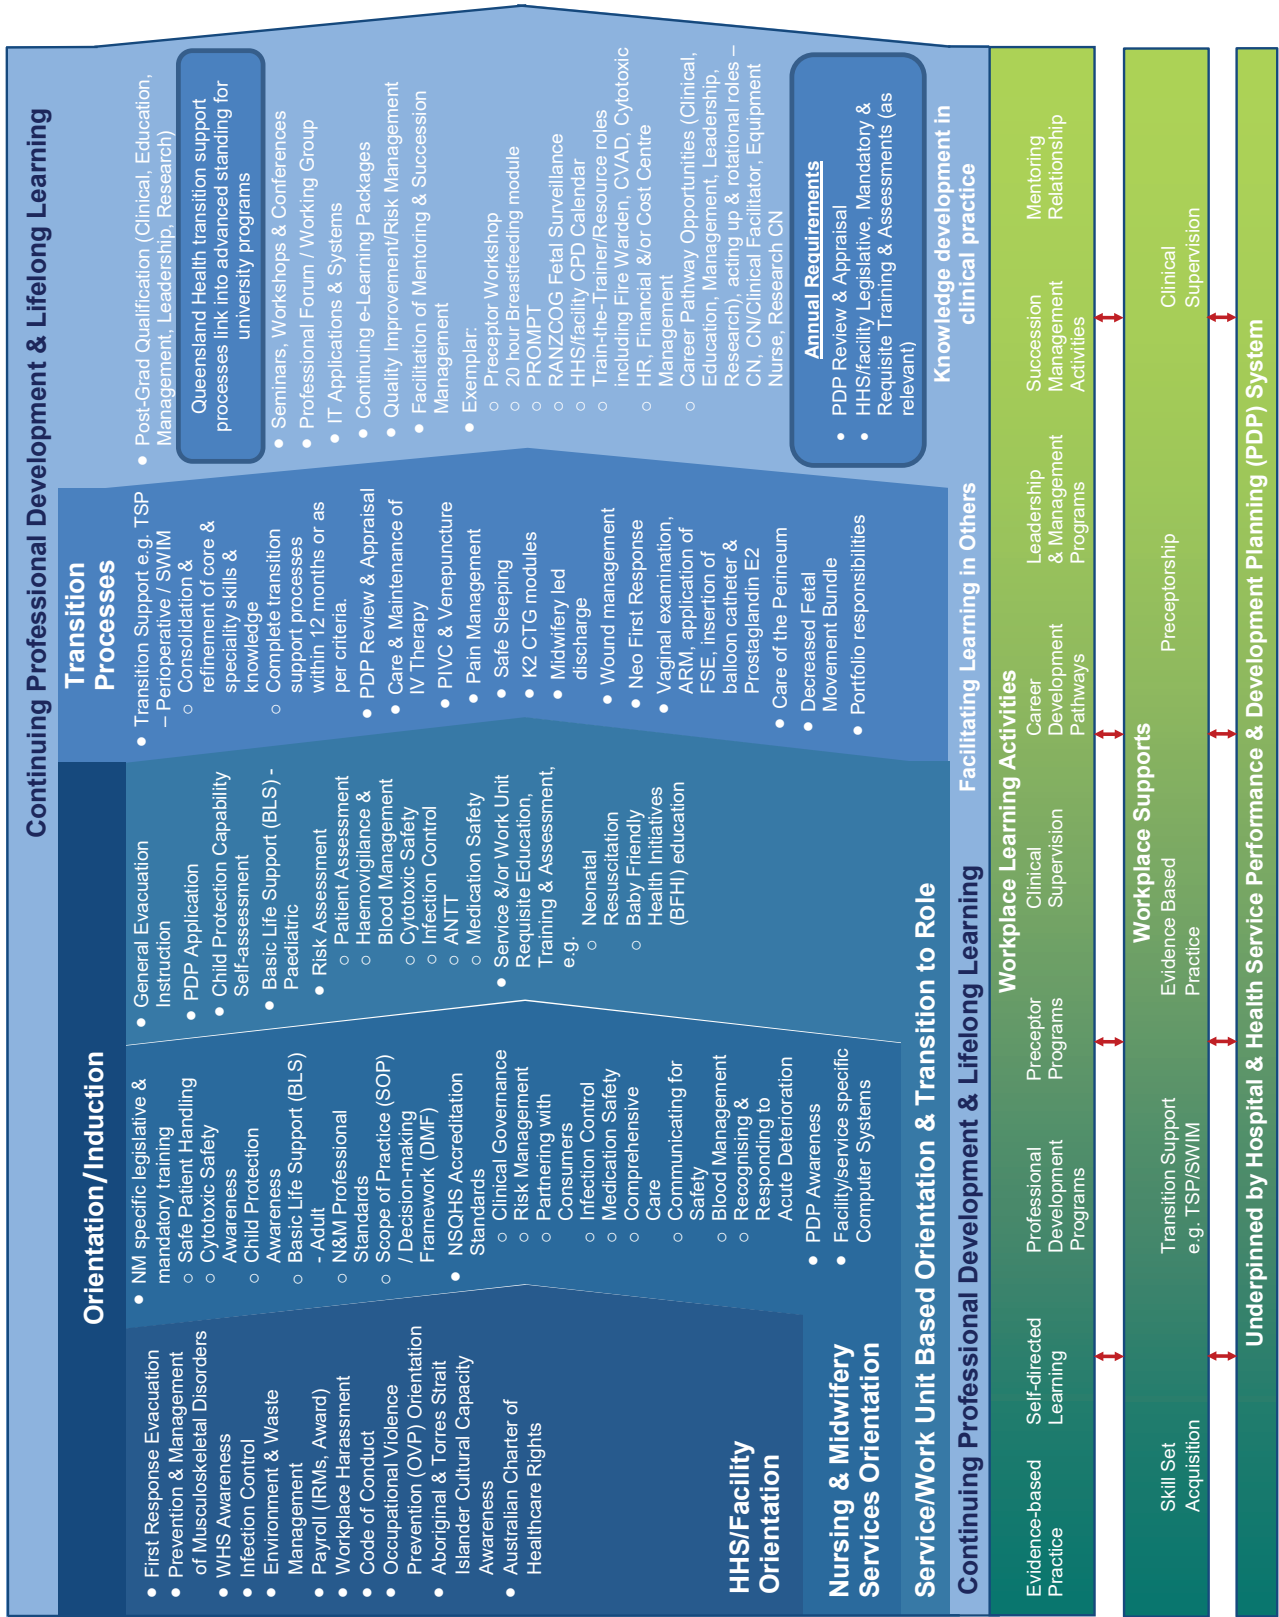 Continuing Professional Development & Lifelong Learning
Orientation/Induction
Transition
Processes
• First Response Evacuation
• Prevention & Management
of Musculoskeletal Disorders
• WHS Awareness
• Infection Control
• Environment & Waste
Management
• Payroll (IRMs, Award)
• Workplace Harassment
• Code of Conduct
• Occupational Violence
Prevention (OVP) Orientation
• Aboriginal & Torres Strait
Islander Cultural Capacity
Awareness
• Australian Charter of
Healthcare Rights
HHS/Facility
Orientation
• NM specific legislative &
mandatory training
○ Safe Patient Handling
○ Cytotoxic Safety
Awareness
○ Child Protection
Awareness
○ Basic Life Support (BLS)
- Adult
○ N&M Professional
Standards
○ Scope of Practice (SOP)
/ Decision-making
Framework (DMF)
• NSQHS Accreditation
Standards
○ Clinical Governance
○ Risk Management
○ Partnering with
Consumers
○ Infection Control
○ Medication Safety
○ Comprehensive
Care
○ Communicating for
Safety
○ Blood Management
○ Recognising &
Responding to
Acute Deterioration
• PDP Awareness
• Facility/service specific
Computer Systems
Nursing & Midwifery
Services Orientation
• General Evacuation
Instruction
• PDP Application
• Child Protection Capability
Self-assessment
• Basic Life Support (BLS) -
Paediatric
• Risk Assessment
○ Patient Assessment
○ Haemovigilance &
Blood Management
○ Cytotoxic Safety
○ Infection Control
○ ANTT
○ Medication Safety
• Service &/or Work Unit
Requisite Education,
Training & Assessment,
e.g.
○ Neonatal
Resuscitation
○ Baby Friendly
Health Initiatives
(BFHI) education
Service/Work Unit Based Orientation & Transition to Role
• Transition Support e.g. TSP
– Perioperative / SWIM
○ Consolidation &
refinement of core &
speciality skills &
knowledge
○ Complete transition
support processes
within 12 months or as
per criteria.
• PDP Review & Appraisal
• Care & Maintenance of
IV Therapy
• PIVC & Venepuncture
• Pain Management
• Safe Sleeping
• K2 CTG modules
• Midwifery led
discharge
• Wound management
• Neo First Response
• Vaginal examination,
ARM, application of
FSE, insertion of
balloon catheter &
Prostaglandin E2
• Care of the Perineum
• Decreased Fetal
Movement Bundle
• Portfolio responsibilities
• Post-Grad Qualification (Clinical, Education,
Management, Leadership, Research)
Queensland Health transition support
processes link into advanced standing for
university programs
• Seminars, Workshops & Conferences
• Professional Forum / Working Group
• IT Applications & Systems
• Continuing e-Learning Packages
• Quality Improvement/Risk Management
• Facilitation of Mentoring & Succession
Management
• Exemplar:
○ Preceptor Workshop
○ 20 hour Breastfeeding module
○ PROMPT
○ RANZCOG Fetal Surveillance
○ HHS/facility CPD Calendar
○ Train-the-Trainer/Resource roles
including Fire Warden, CVAD, Cytotoxic
○ HR, Financial &/or Cost Centre
Management
○ Career Pathway Opportunities (Clinical,
Education, Management, Leadership,
Research), acting up & rotational roles –
CN, CN/Clinical Facilitator, Equipment
Nurse, Research CN
Annual Requirements
• PDP Review & Appraisal
• HHS/facility Legislative, Mandatory &
Requisite Training & Assessments (as
relevant)
Knowledge development in
clinical practice
Continuing Professional Development & Lifelong Learning
Facilitating Learning in Others
Workplace Learning Activities
Evidence-based
Practice
Self-directed
Learning
Professional
Development
Programs
Preceptor
Programs
Clinical
Supervision
Career
Development
Pathways
Leadership
& Management
Programs
Succession
Management
Activities
Mentoring
Relationship
Workplace Supports
Skill Set
Acquisition
Transition Support
e.g. TSP/SWIM
Evidence Based
Practice
Preceptorship
Clinical
Supervision
Underpinned by Hospital & Health Service Performance & Development Planning (PDP) System